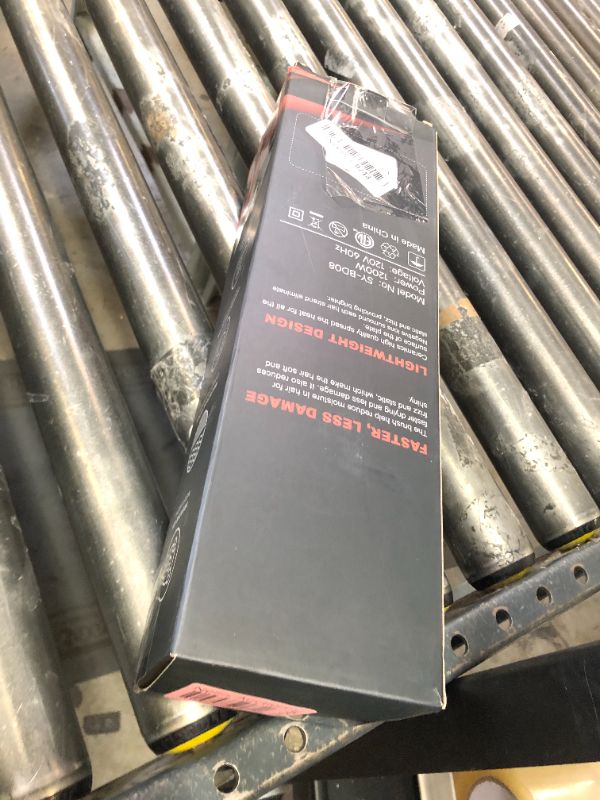 FASTER, LESS DAMAGE
The brush help reduce moisture in hair for
faster drying and less damage. it also reduces
frizz and static, which make the hair soft and
shiny.
LIGHTWEIGHT DESIGN
Ceramics high quality spread the heat for all the
surface of the plate.
Negative ions surround each hair strand eliminate
static and frizz, providing brighter.
Model No: SY-BD08
Power: 1200W
Voltage: 120V 60Hz
Made in China